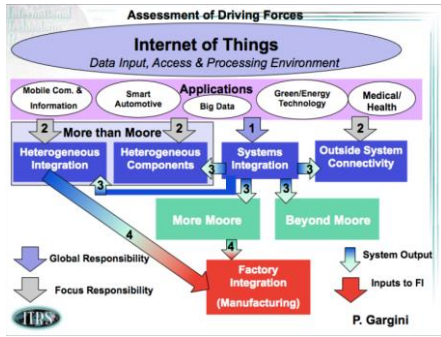 International
Assessment of Driving Forces
Internet of Things
Data Input, Access & Processing Environment
Applications
Mobile Com. &
Information
Smart
Automotive
Big Data
Green/Energy
Technology
Medical/
Health
2
2
1
2
More than Moore
Heterogeneous
Integration
Heterogeneous
Components
Systems
Integration
Outside System
Connectivity
3
3
3
3
3
More Moore
Beyond Moore
4
4
Factory
Integration
(Manufacturing)
Global Responsibility
Focus Responsibility
System Output
Inputs to FI
ITRS
P. Gargini